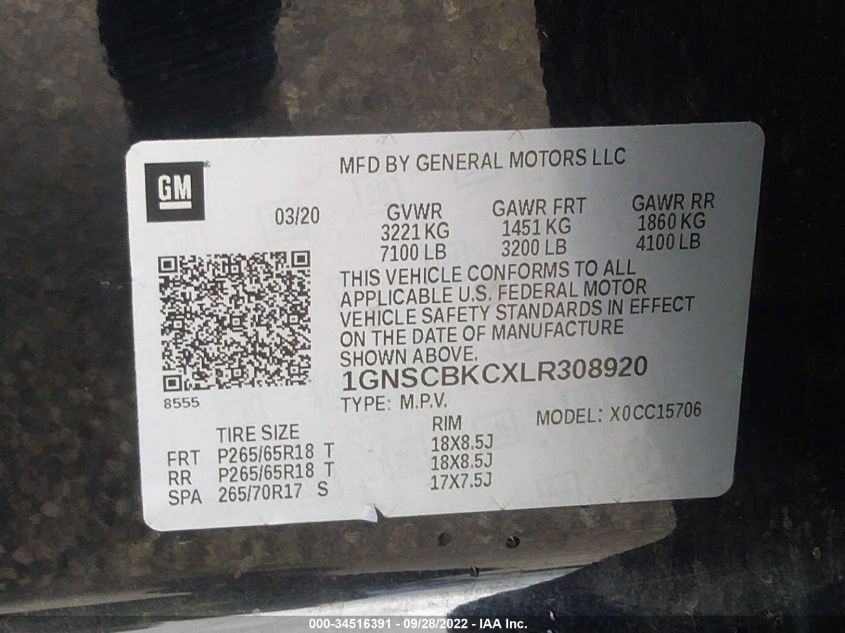 GM
MFD BY GENERAL MOTORS LLC
03/20
GVWR GAWR FRT GAWR RR
3221 KG 1451 KG 1860 KG
7100 LB 3200 LB 4100 LB
THIS VEHICLE CONFORMS TO ALL
APPLICABLE U.S. FEDERAL MOTOR
VEHICLE SAFETY STANDARDS IN EFFECT
ON THE DATE OF MANUFACTURE
SHOWN ABOVE.
8555
1GNSCBKCXLR308920
TYPE: M.P.V.
MODEL: X0CC15706
TIRE SIZE RIM
FRT P265/65R18 T 18X8.5J
RR P265/65R18 T 18X8.5J
SPA 265/70R17 S 17X7.5J
000-34516391 - 09/28/2022 - IAA Inc.